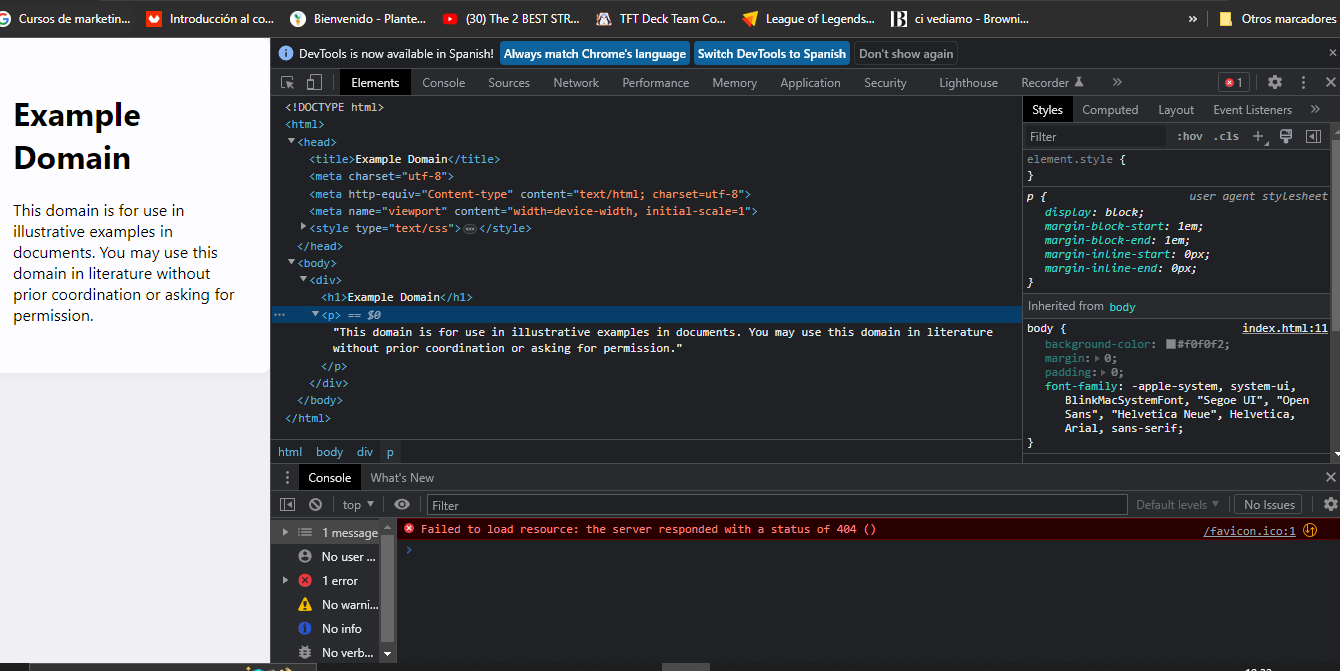 Cursos de marketin...
Introducción al co...
Bienvenido - Plante...
(30) The 2 BEST STR...
TFT Deck Team Co...
League of Legends...
ci vediamo - Browni...
»
Otros marcadores
Example
Domain
This domain is for use in
illustrative examples in
documents. You may use this
domain in literature without
prior coordination or asking for
permission.
DevTools is now available in Spanish!
Always match Chrome's language
Switch DevTools to Spanish
Don't show again
Elements
Console
Sources
Network
Performance
Memory
Application
Security
Lighthouse
Recorder
»
1
<!DOCTYPE html>
<html>
<head>
<title>Example Domain</title>
<meta charset="utf-8">
<meta http-equiv="Content-type" content="text/html; charset=utf-8">
<meta name="viewport" content="width=device-width, initial-scale=1">
<style type="text/css">…</style>
</head>
<body>
<div>
<h1>Example Domain</h1>
<p> == $0
"This domain is for use in illustrative examples in documents. You may use this domain in literature
without prior coordination or asking for permission."
</p>
</div>
</body>
</html>
html body div p
Styles
Computed
Layout
Event Listeners
»
Filter
:hov .cls +
element.style {
}
p { user agent stylesheet
display: block;
margin-block-start: 1em;
margin-block-end: 1em;
margin-inline-start: 0px;
margin-inline-end: 0px;
}
Inherited from body
body { index.html:11
background-color: #f0f0f2;
margin: 0;
padding: 0;
font-family: -apple-system, system-ui,
BlinkMacSystemFont, "Segoe UI", "Open
Sans", "Helvetica Neue", Helvetica,
Arial, sans-serif;
}
Console
What's New
top
Filter
Default levels
No Issues
1 message
No user ...
1 error
No warni...
No info
No verb...
Failed to load resource: the server responded with a status of 404 ()
/favicon.ico:1